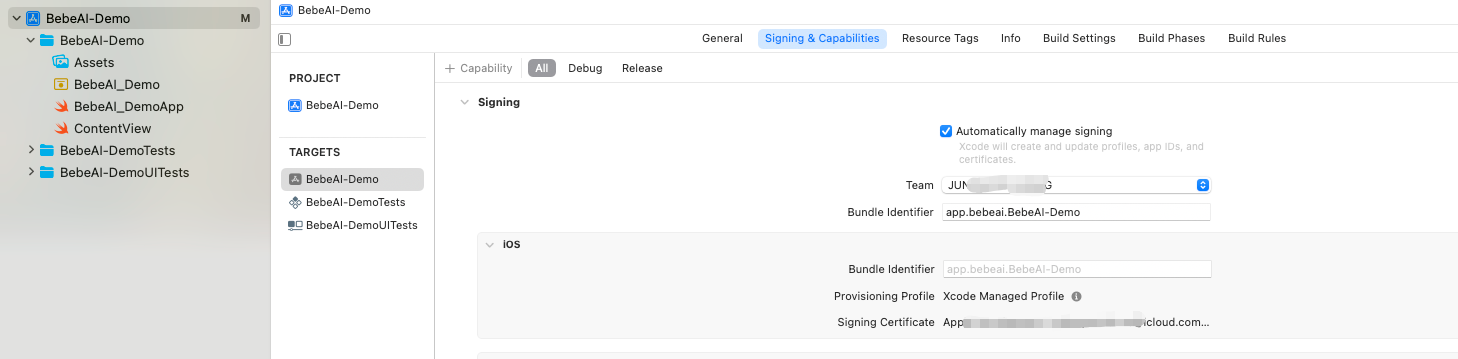 BebeAI-Demo M
BebeAI-Demo
Assets
BebeAI_Demo
BebeAI_DemoApp
ContentView
BebeAI-DemoTests
BebeAI-DemoUITests
BebeAI-Demo
General Signing & Capabilities Resource Tags Info Build Settings Build Phases Build Rules
PROJECT
BebeAI-Demo
TARGETS
BebeAI-Demo
BebeAI-DemoTests
BebeAI-DemoUITests
+ Capability All Debug Release
Signing
Automatically manage signing
Xcode will create and update profiles, app IDs, and
certificates.
Team JUN G
Bundle Identifier app.bebeai.BebeAI-Demo
iOS
Bundle Identifier app.bebeai.BebeAI-Demo
Provisioning Profile Xcode Managed Profile
Signing Certificate App icloud.com...